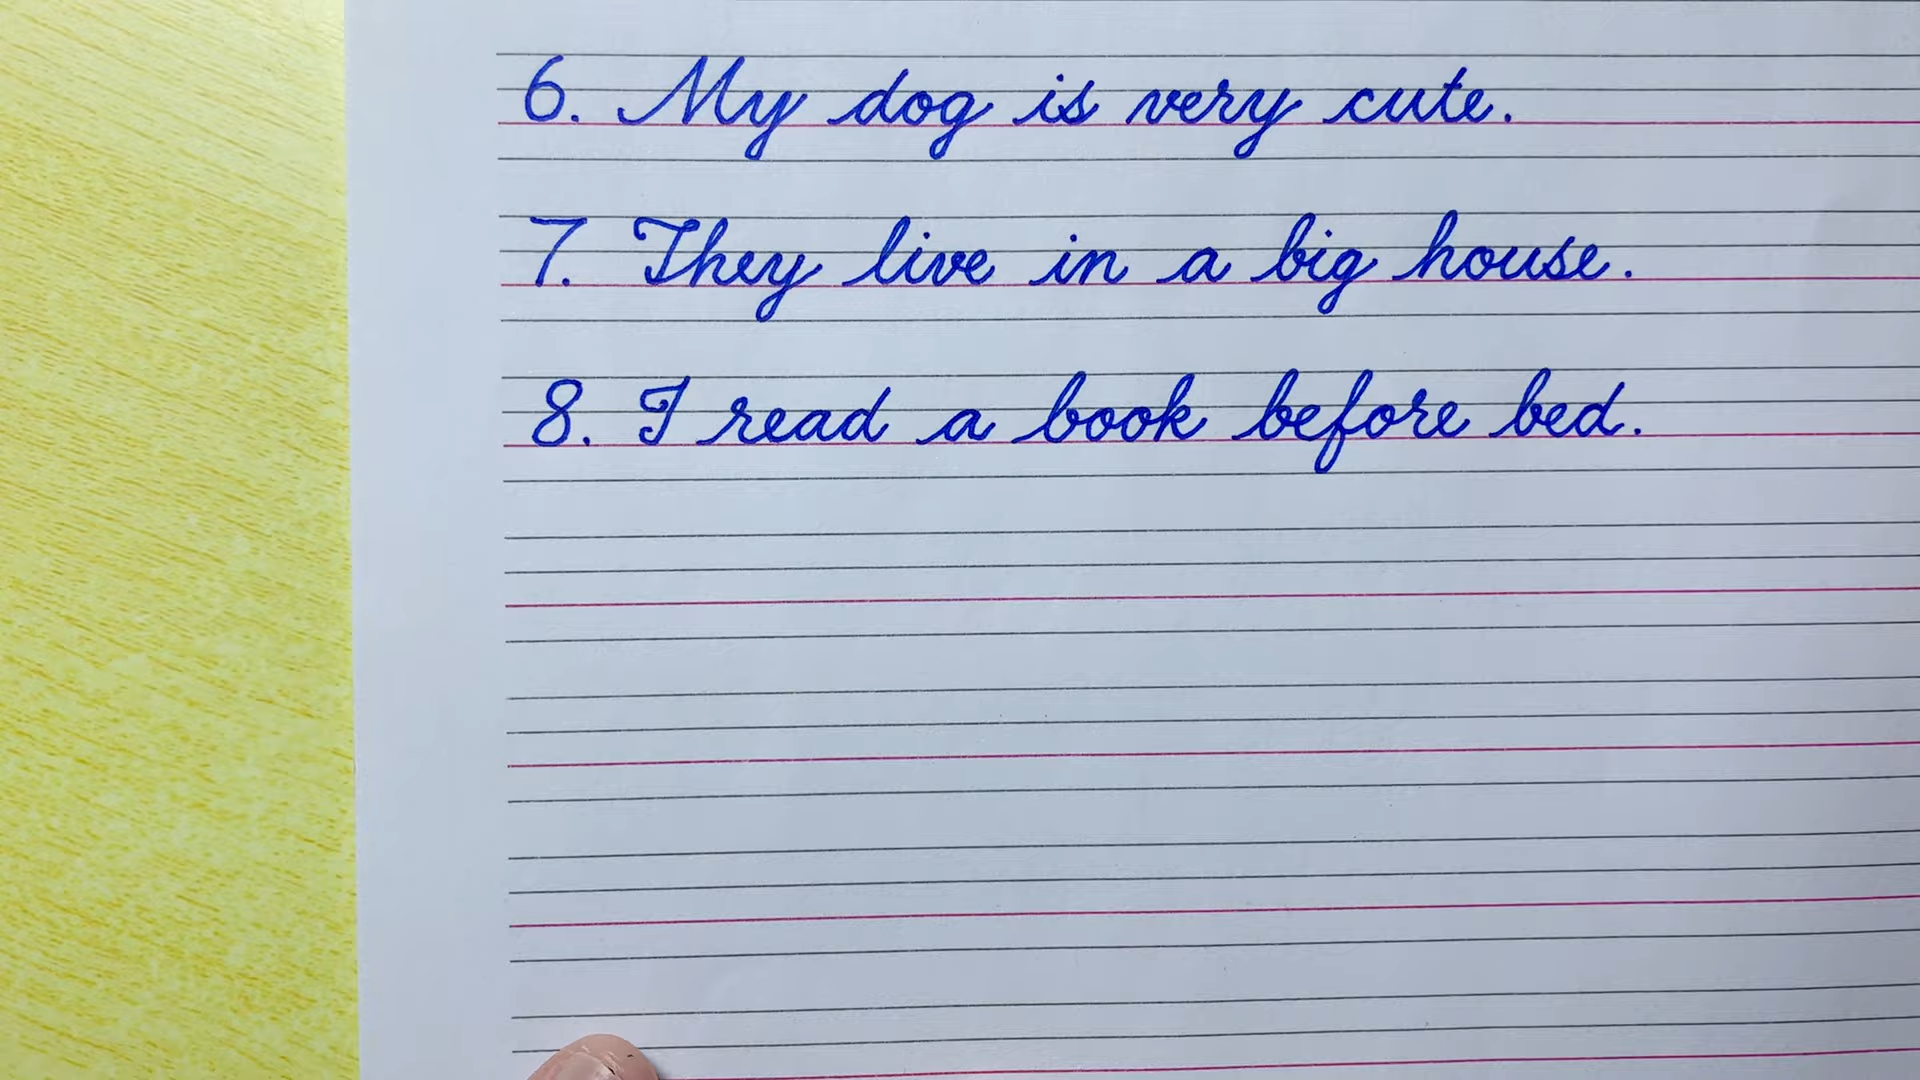 6. My dog is very cute.
7. They live in a big house.
8. I read a book before bed.